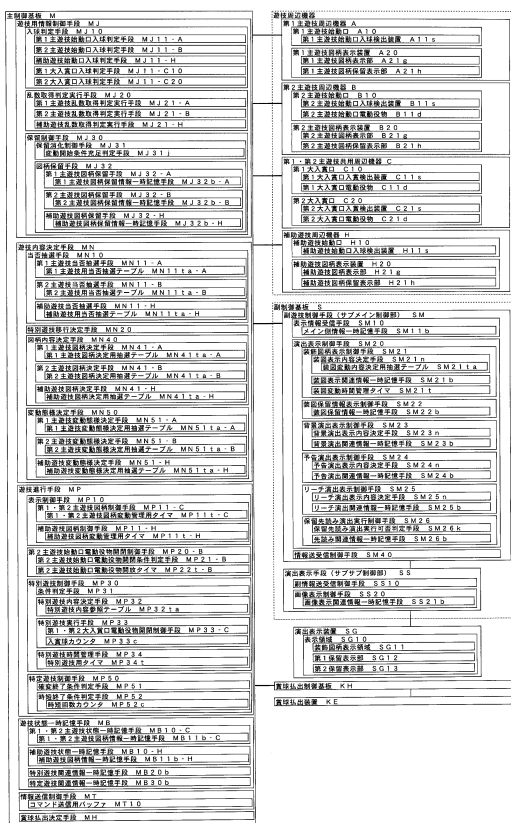 主制御基板 M
遊技用情報制御手段 MJ
入球判定手段 MJ10
第1主遊技始動口入球判定手段 MJ11-A
第2主遊技始動口入球判定手段 MJ11-B
補助遊技始動口入球判定手段 MJ11-H
第1大入賞口入球判定手段 MJ11-C10
第2大入賞口入球判定手段 MJ11-C20
乱数取得判定実行手段 MJ20
第1主遊技乱数取得判定実行手段 MJ21-A
第2主遊技乱数取得判定実行手段 MJ21-B
補助遊技乱数取得判定実行手段 MJ21-H
保留制御手段 MJ30
保留消化制御手段 MJ31
変動開始条件充足判定手段 MJ31j
図柄保留手段 MJ32
第1主遊技図柄保留手段 MJ32-A
第1主遊技図柄保留情報一時記憶手段 MJ32b-A
第2主遊技図柄保留手段 MJ32-B
第2主遊技図柄保留情報一時記憶手段 MJ32b-B
補助遊技図柄保留手段 MJ32-H
補助遊技図柄保留情報一時記憶手段 MJ32b-H
遊技内容決定手段 MN
当否抽選手段 MN10
第1主遊技当否抽選手段 MN11-A
第1主遊技用当否抽選テーブル MN11ta-A
第2主遊技当否抽選手段 MN11-B
第2主遊技用当否抽選テーブル MN11ta-B
補助遊技当否抽選手段 MN11-H
補助遊技用当否抽選テーブル MN11ta-H
特別遊技移行決定手段 MN20
図柄内容決定手段 MN40
第1主遊技図柄決定手段 MN41-A
第1主遊技図柄決定用抽選テーブル MN41ta-A
第2主遊技図柄決定手段 MN41-B
第2主遊技図柄決定用抽選テーブル MN41ta-B
補助遊技図柄決定手段 MN41-H
補助遊技図柄決定用抽選テーブル MN41ta-H
変動態様決定手段 MN50
第1主遊技変動態様決定手段 MN51-A
第1主遊技変動態様決定用抽選テーブル MN51ta-A
第2主遊技変動態様決定手段 MN51-B
第2主遊技変動態様決定用抽選テーブル MN51ta-B
補助遊技変動態様決定手段 MN51-H
補助遊技変動態様決定用抽選テーブル MN51ta-H
遊技進行手段 MP
表示制御手段 MP10
第1・第2主遊技図柄制御手段 MP11-C
第1・第2主遊技図柄変動管理用タイマ MP11t-C
補助遊技図柄制御手段 MP11-H
補助遊技図柄変動管理用タイマ MP11t-H
第2主遊技始動口電動役物開閉制御手段 MP20-B
第2主遊技始動口電動役物開閉条件判定手段 MP21-B
第2主遊技始動口電動役物開放タイマ MP22t-B
特別遊技制御手段 MP30
条件判定手段 MP31
特別遊技内容決定手段 MP32
特別遊技内容参照テーブル MP32ta
特別遊技実行手段 MP33
第1・第2大入賞口電動役物開閉制御手段 MP33-C
入賞球カウンタ MP33c
特別遊技時間管理手段 MP34
特別遊技用タイマ MP34t
特定遊技制御手段 MP50
確変終了条件判定手段 MP51
時短終了条件判定手段 MP52
時短回数カウンタ MP52c
遊技状態一時記憶手段 MB
第1・第2主遊技状態一時記憶手段 MB10-C
第1・第2主遊技図柄情報一時記憶手段 MB11b-C
補助遊技状態一時記憶手段 MB10-H
補助遊技図柄情報一時記憶手段 MB11b-H
特別遊技関連情報一時記憶手段 MB20b
特定遊技関連情報一時記憶手段 MB30b
情報送信制御手段 MT
コマンド送信用バッファ MT10
賞球払出決定手段 MH
遊技周辺機器
第1主遊技周辺機器 A
第1主遊技始動口 A10
第1主遊技始動口入球検出装置 A11s
第1主遊技図柄表示装置 A20
第1主遊技図柄表示部 A21g
第1主遊技図柄保留表示部 A21h
第2主遊技周辺機器 B
第2主遊技始動口 B10
第2主遊技始動口入球検出装置 B11s
第2主遊技始動口電動役物 B11d
第2主遊技図柄表示装置 B20
第2主遊技図柄表示部 B21g
第2主遊技図柄保留表示部 B21h
第1・第2主遊技共用周辺機器 C
第1大入賞口 C10
第1大入賞口入賞検出装置 C11s
第1大入賞口電動役物 C11d
第2大入賞口 C20
第2大入賞口入賞検出装置 C21s
第2大入賞口電動役物 C21d
補助遊技周辺機器 H
補助遊技始動口 H10
補助遊技始動口入球検出装置 H11s
補助遊技図柄表示装置 H20
補助遊技図柄表示部 H21g
補助遊技図柄保留表示部 H21h
副制御基板 S
副遊技制御手段(サブメイン制御部) SM
表示情報受信手段 SM10
メイン側情報一時記憶手段 SM11b
演出表示制御手段 SM20
装飾図柄表示制御手段 SM21
装図表示内容決定手段 SM21n
装図変動内容決定用抽選テーブル SM21ta
装図表示関連情報一時記憶手段 SM21b
装図変動時間管理タイマ SM21t
装図保留情報表示制御手段 SM22
装図保留情報一時記憶手段 SM22b
背景演出表示制御手段 SM23
背景演出表示内容決定手段 SM23n
背景演出関連情報一時記憶手段 SM23b
予告演出表示制御手段 SM24
予告演出表示内容決定手段 SM24n
予告演出関連情報一時記憶手段 SM24b
リーチ演出表示制御手段 SM25
リーチ演出表示内容決定手段 SM25n
リーチ演出関連情報一時記憶手段 SM25b
保留先読み演出実行制御手段 SM26
保留先読み演出実行可否判定手段 SM26k
先読み関連情報一時記憶手段 SM26b
情報送受信制御手段 SM40
演出表示手段(サブサブ制御部) SS
副情報送受信制御手段 SS10
画像表示制御手段 SS20
画像表示関連情報一時記憶手段 SS21b
演出表示装置 SG
表示領域 SG10
装飾図柄表示領域 SG11
第1保留表示部 SG12
第2保留表示部 SG13
賞球払出制御基板 KH
賞球払出装置 KE